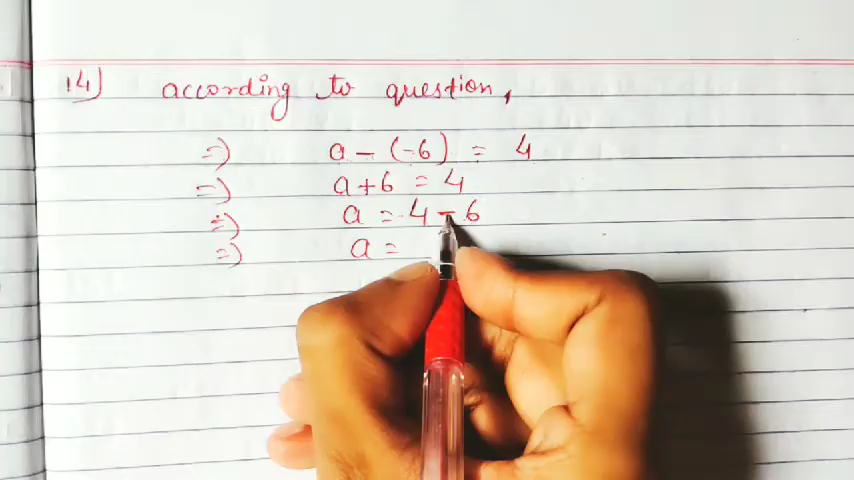 14) according to question,
=) a - (-6) = 4
=) a+6 = 4
=) a = 4 - 6
=) a =